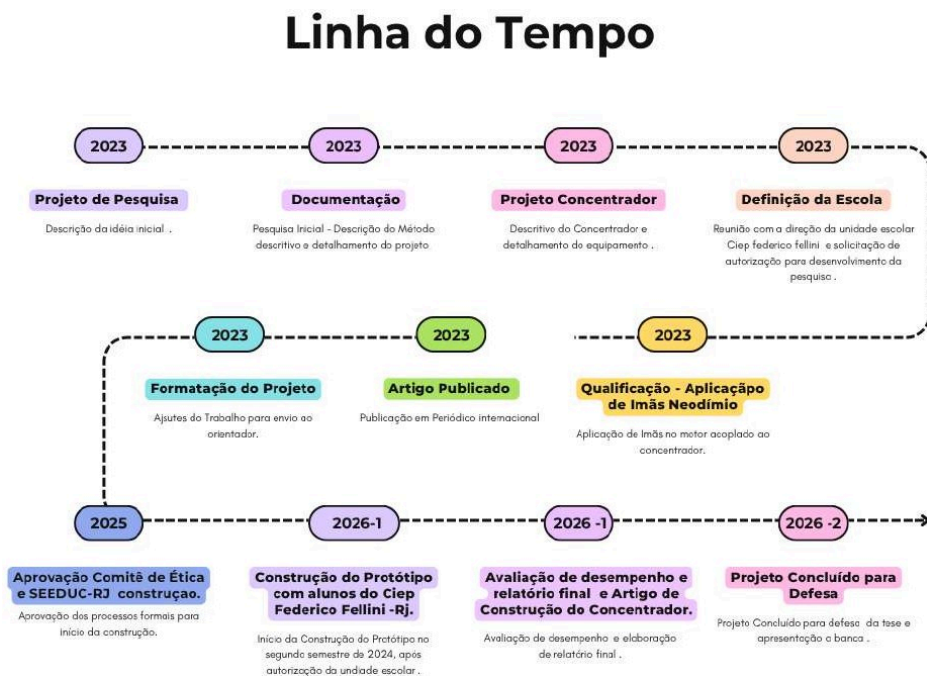 Linha do Tempo
2023
Projeto de Pesquisa
Descrição da idéia inicial .
2023
Documentação
Pesquisa Inicial - Descrição do Método
descritivo e detalhamento do projeto
2023
Projeto Concentrador
Descritivo do Concentrador e
detalhamento do equipamento .
2023
Definição da Escola
Reunião com a direção da unidade escolar
Ciep federico fellini e solicitação de
autorização para desenvolvimento da
pesquisa .
2023
Formatação do Projeto
Ajsutes do Trabalho para envio ao
orientador.
2023
Artigo Publicado
Publicação em Periódico internacional
2023
Qualificação - Aplicaçãpo
de Imãs Neodímio
Aplicação de Imãs no motor acoplado ao
concentrador.
2025
Aprovação Comitê de Ética
e SEEDUC-RJ construçao.
Aprovação dos processos formais para
início da construção.
2026-1
Construção do Protótipo
com alunos do Ciep
Federico Fellini -Rj.
Início da Construção do Protótipo no
segundo semestre de 2024, após
autorização da undiade escolar .
2026 -1
Avaliação de desempenho e
relatório final e Artigo de
Construção do Concentrador.
Avaliação de desempenho e elaboração
de relatório final .
2026 -2
Projeto Concluído para
Defesa
Projeto Concluído para defesa da tese e
apresentação a banca .